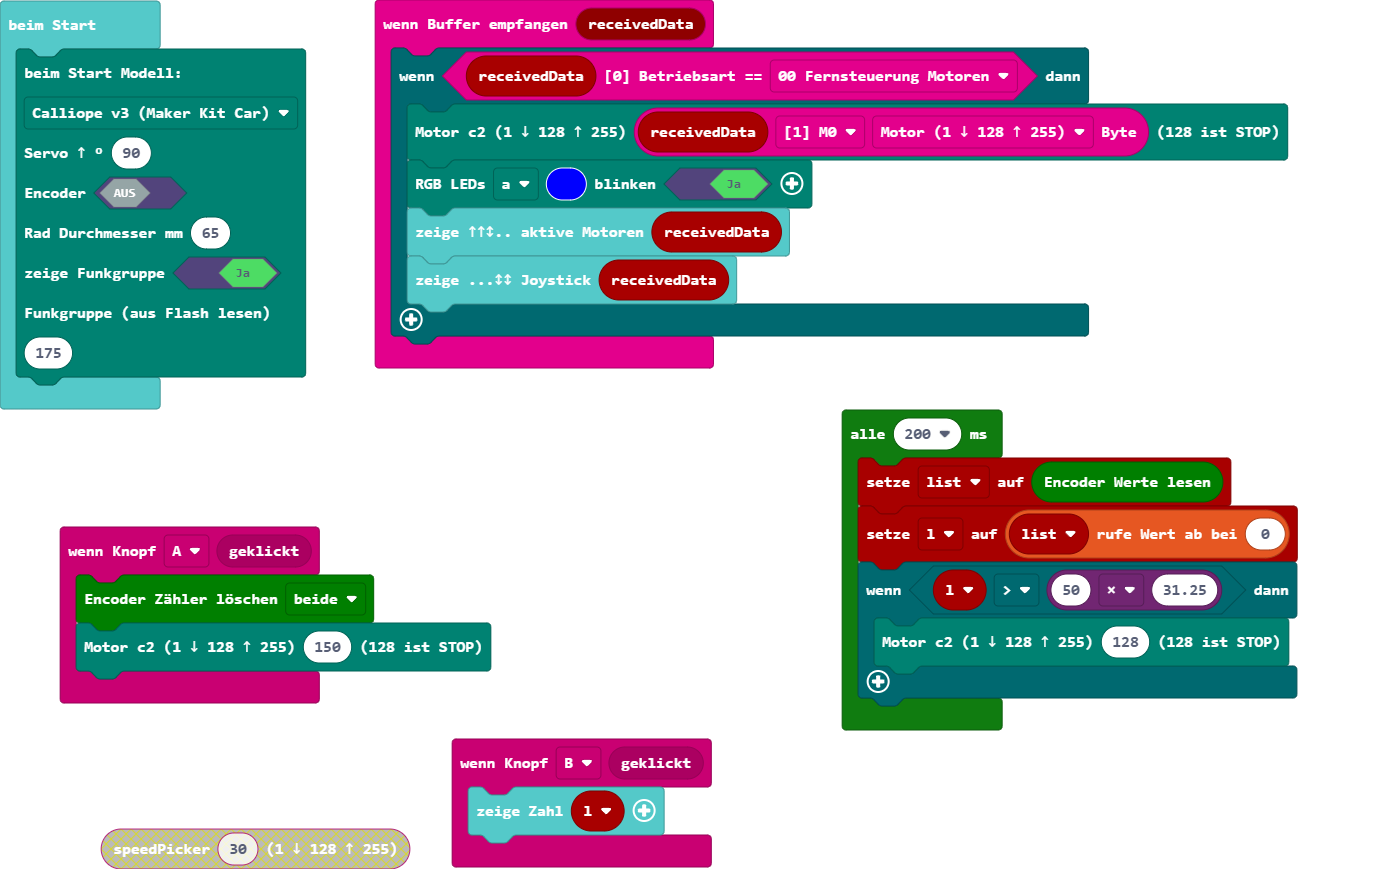 beim Start
beim Start Modell:
Calliope v3 (Maker Kit Car)
Servo ↑ ° 90
Encoder AUS
Rad Durchmesser mm 65
zeige Funkgruppe Ja
Funkgruppe (aus Flash lesen)
175
wenn Buffer empfangen receivedData
wenn receivedData [0] Betriebsart == 00 Fernsteuerung Motoren dann
Motor c2 (1 ↓ 128 ↑ 255) receivedData [1] M0 Motor (1 ↓ 128 ↑ 255) Byte (128 ist STOP)
RGB LEDs a blinken Ja
zeige ↑↑↕.. aktive Motoren receivedData
zeige ...↕↕ Joystick receivedData
alle 200 ms
setze list auf Encoder Werte lesen
setze l auf list rufe Wert ab bei 0
wenn l > 50 × 31.25 dann
Motor c2 (1 ↓ 128 ↑ 255) 128 (128 ist STOP)
wenn Knopf A geklickt
Encoder Zähler löschen beide
Motor c2 (1 ↓ 128 ↑ 255) 150 (128 ist STOP)
wenn Knopf B geklickt
zeige Zahl l
speedPicker 30 (1 ↓ 128 ↑ 255)